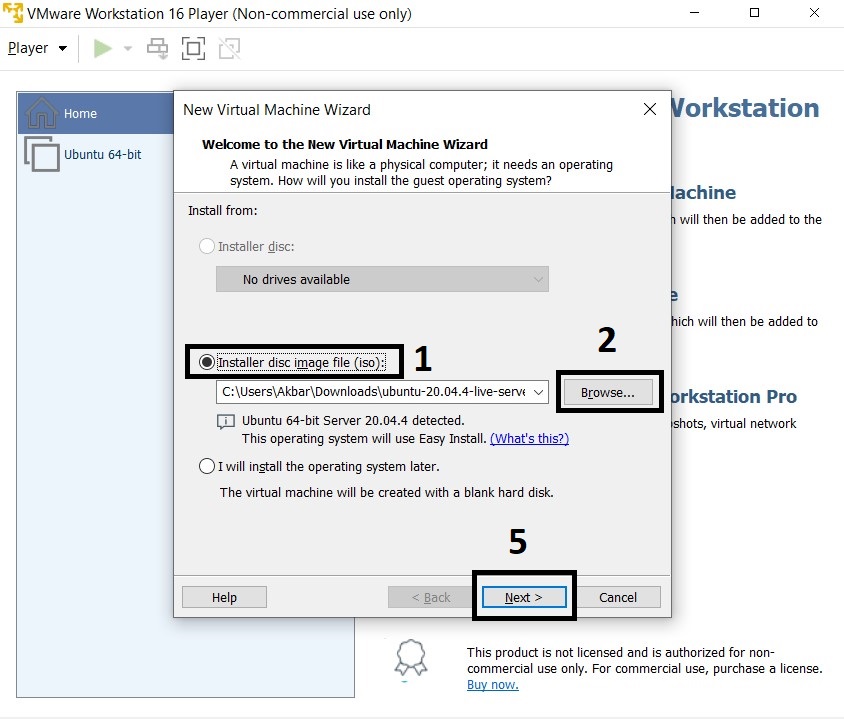 VMware Workstation 16 Player (Non-commercial use only)
Player
Home
Ubuntu 64-bit
New Virtual Machine Wizard
Welcome to the New Virtual Machine Wizard
A virtual machine is like a physical computer; it needs an operating
system. How will you install the guest operating system?
Install from:
Installer disc:
No drives available
Installer disc image file (iso):
1
C:\Users\Akbar\Downloads\ubuntu-20.04.4-live-serve
2
Browse...
Ubuntu 64-bit Server 20.04.4 detected.
This operating system will use Easy Install. (What's this?)
I will install the operating system later.
The virtual machine will be created with a blank hard disk.
5
Help
< Back
Next >
Cancel
Workstation
achine
h will then be added to the
e
hich will then be added to
orkstation Pro
shots, virtual network
This product is not licensed and is authorized for non-
commercial use only. For commercial use, purchase a license.
Buy now.